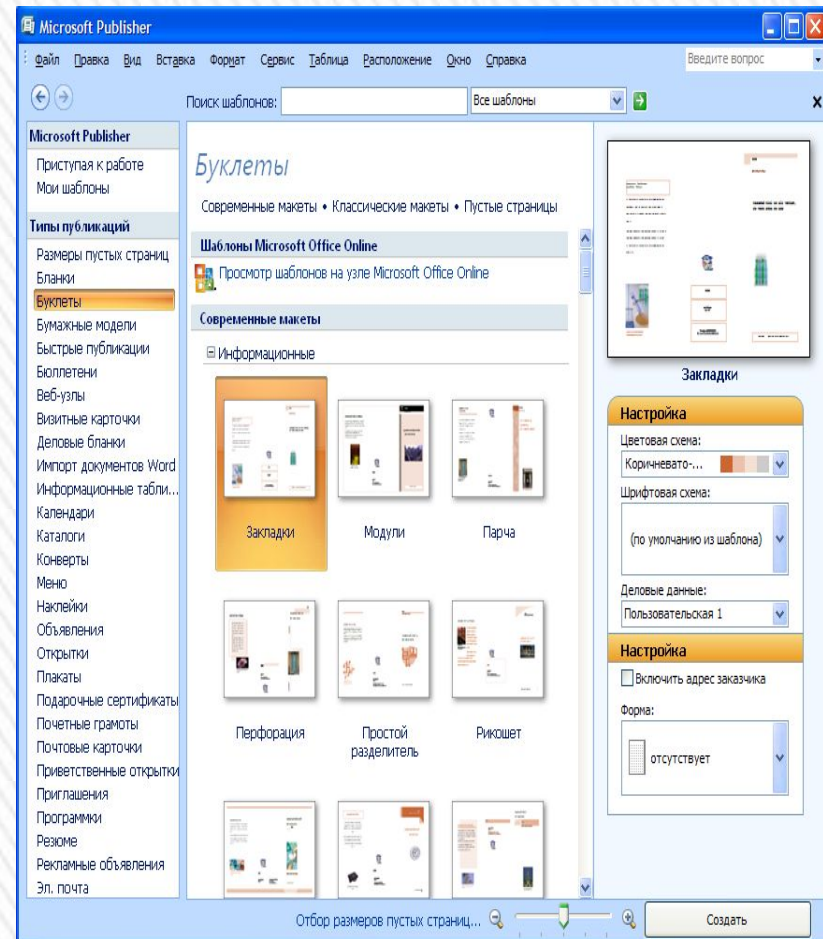 Microsoft Publisher
Файл Правка Вид Вставка Формат Сервис Таблица Расположение Окно Справка
Введите вопрос
Поиск шаблонов:
Все шаблоны
Microsoft Publisher
Приступая к работе
Мои шаблоны
Типы публикаций
Размеры пустых страниц
Бланки
Буклеты
Бумажные модели
Быстрые публикации
Бюллетени
Веб-узлы
Визитные карточки
Деловые бланки
Импорт документов Word
Информационные табли...
Календари
Каталоги
Конверты
Меню
Наклейки
Объявления
Открытки
Плакаты
Подарочные сертификаты
Почетные грамоты
Почтовые карточки
Приветственные открытки
Приглашения
Программки
Резюме
Рекламные объявления
Эл. почта
Буклеты
Современные макеты • Классические макеты • Пустые страницы
Шаблоны Microsoft Office Online
Просмотр шаблонов на узле Microsoft Office Online
Современные макеты
Информационные
Закладки
Модули
Парча
Перфорация
Простой
разделитель
Рикошет
Закладки
Настройка
Цветовая схема:
Коричневато-...
Шрифтовая схема:
(по умолчанию из шаблона)
Деловые данные:
Пользовательская 1
Настройка
Включить адрес заказчика
Форма:
отсутствует
Отбор размеров пустых страниц...
Создать